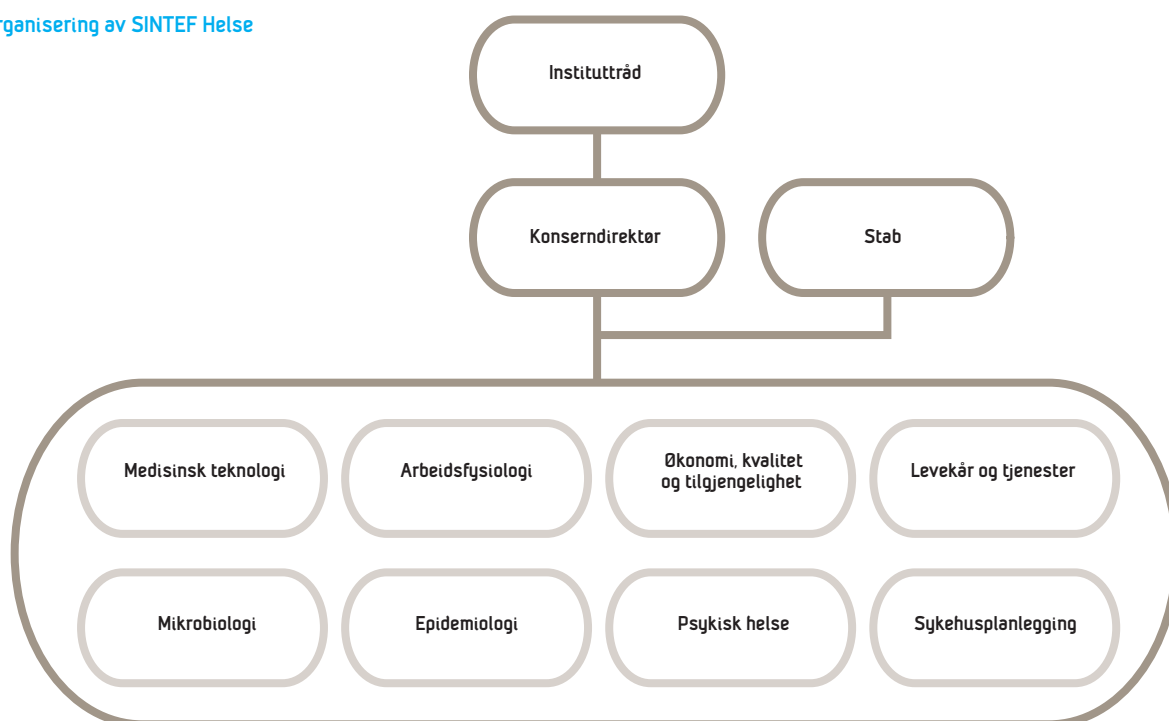 rganisering av SINTEF Helse
Instituttråd
Konserndirektør
Stab
Medisinsk teknologi
Arbeidsfysiologi
Økonomi, kvalitet
og tilgjengelighet
Levekår og tjenester
Mikrobiologi
Epidemiologi
Psykisk helse
Sykehusplanlegging